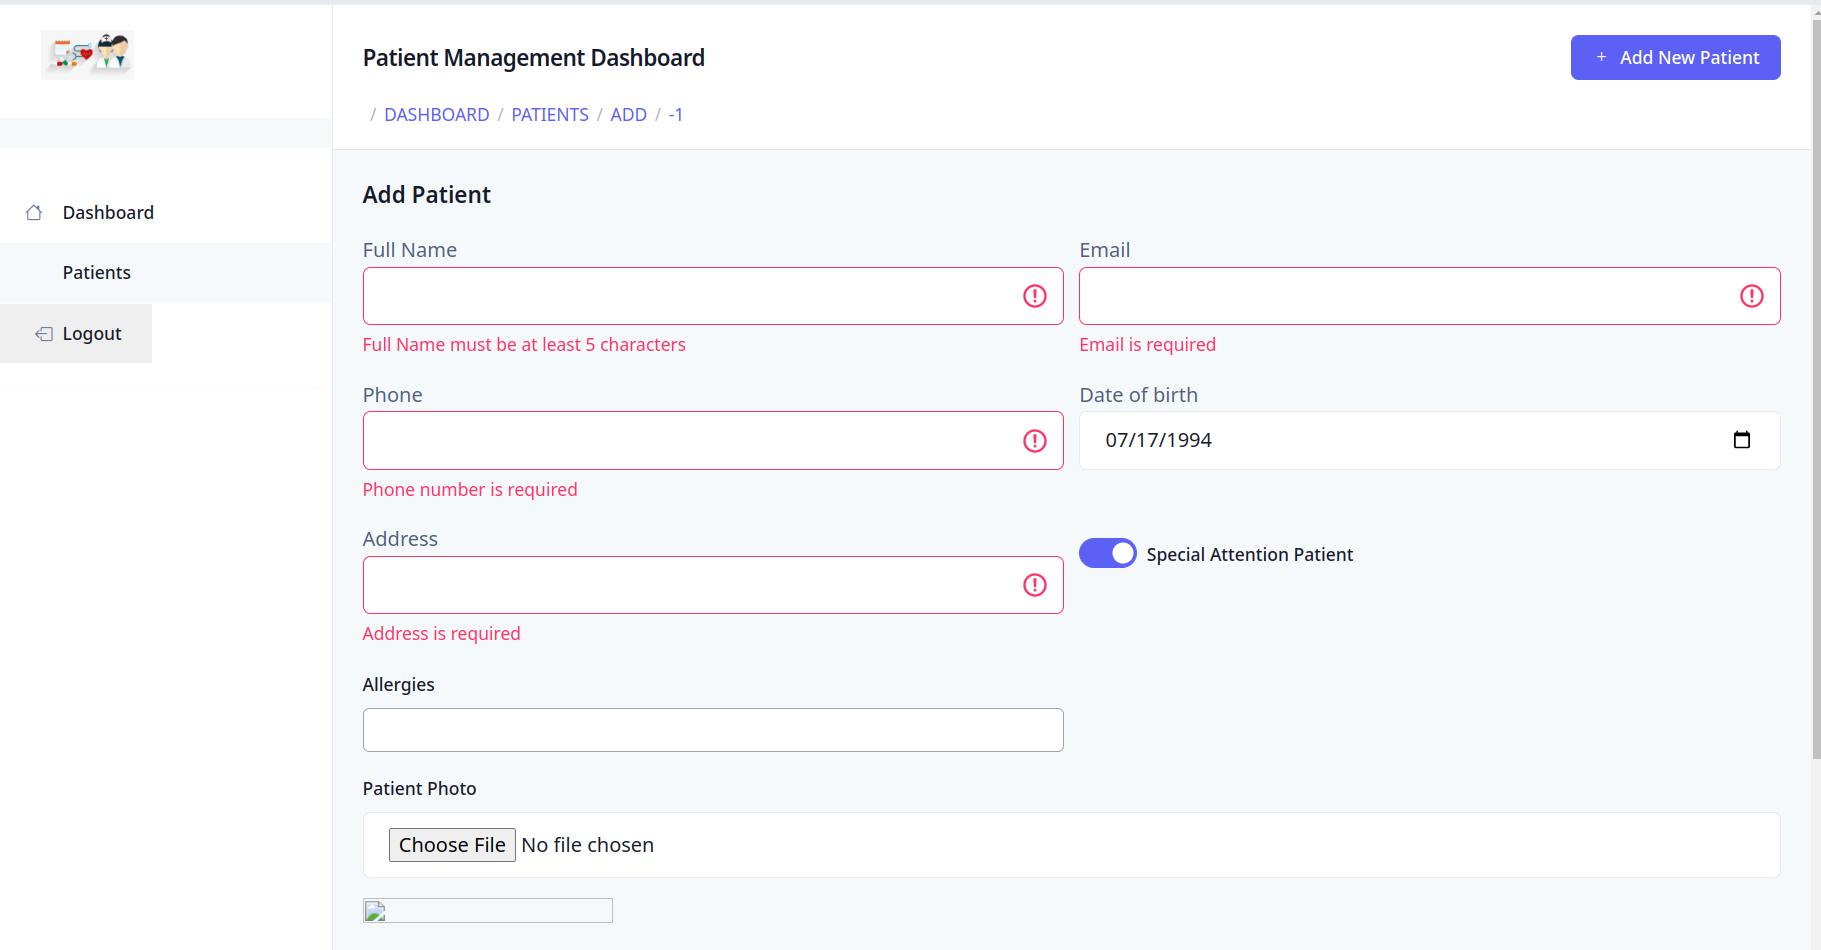 Patient Management Dashboard
+ Add New Patient
/ DASHBOARD / PATIENTS / ADD / -1
Dashboard
Patients
Logout
Add Patient
Full Name
Email
Full Name must be at least 5 characters
Email is required
Phone
Date of birth
07/17/1994
Phone number is required
Address
Special Attention Patient
Address is required
Allergies
Patient Photo
Choose File No file chosen